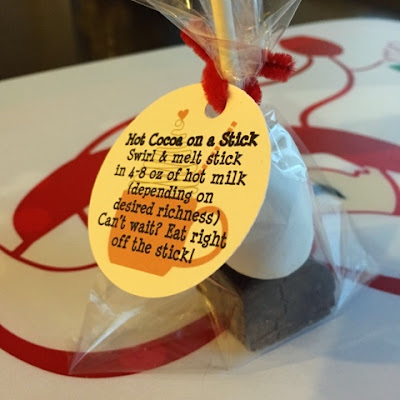 Hot Cocoa on a Stick
Swirl & melt stick
in 4-8 oz of hot milk
(depending on
desired richness)
Can't wait? Eat right
off the stick!